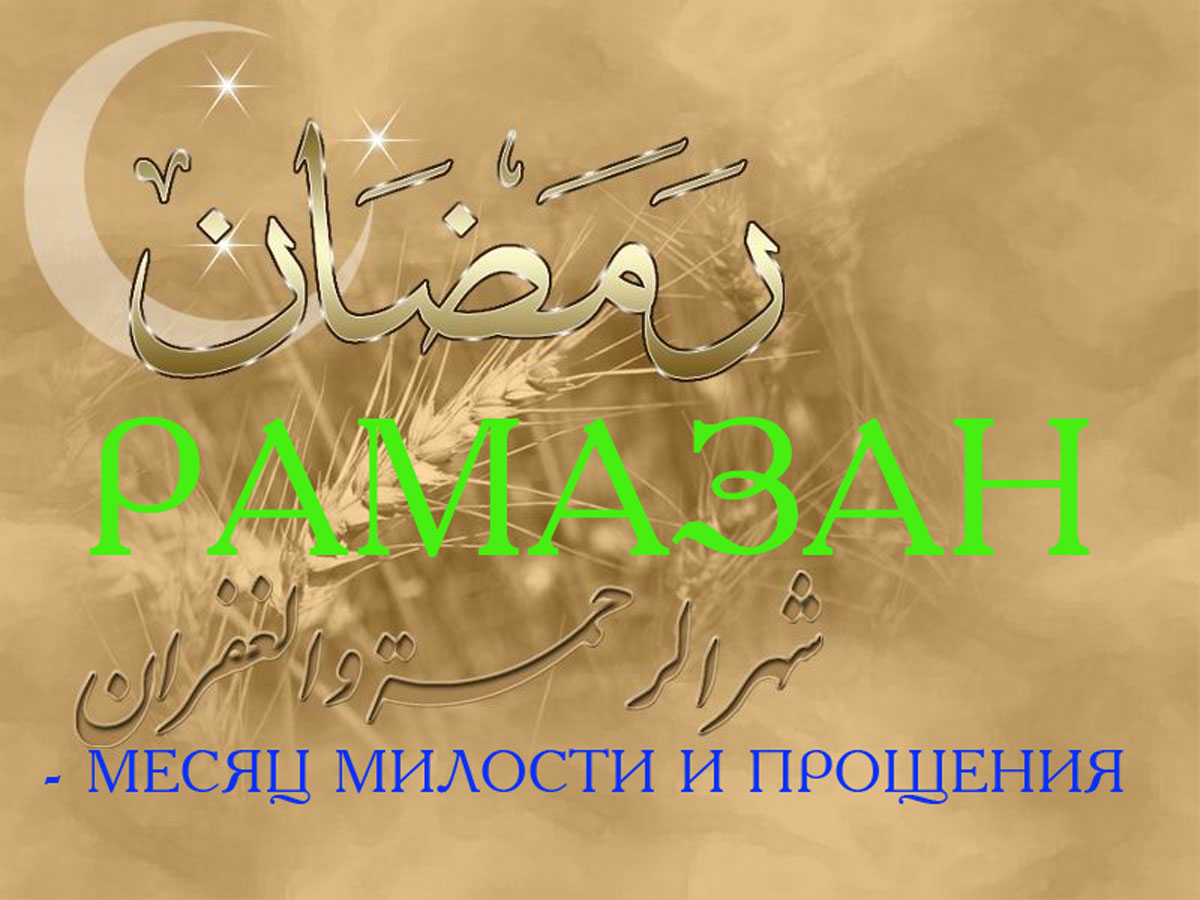 رَمَضَان
РАМАЗАН
شهر الرحمة والغفران
- МЕСЯЦ МИЛОСТИ И ПРОЩЕНИЯ